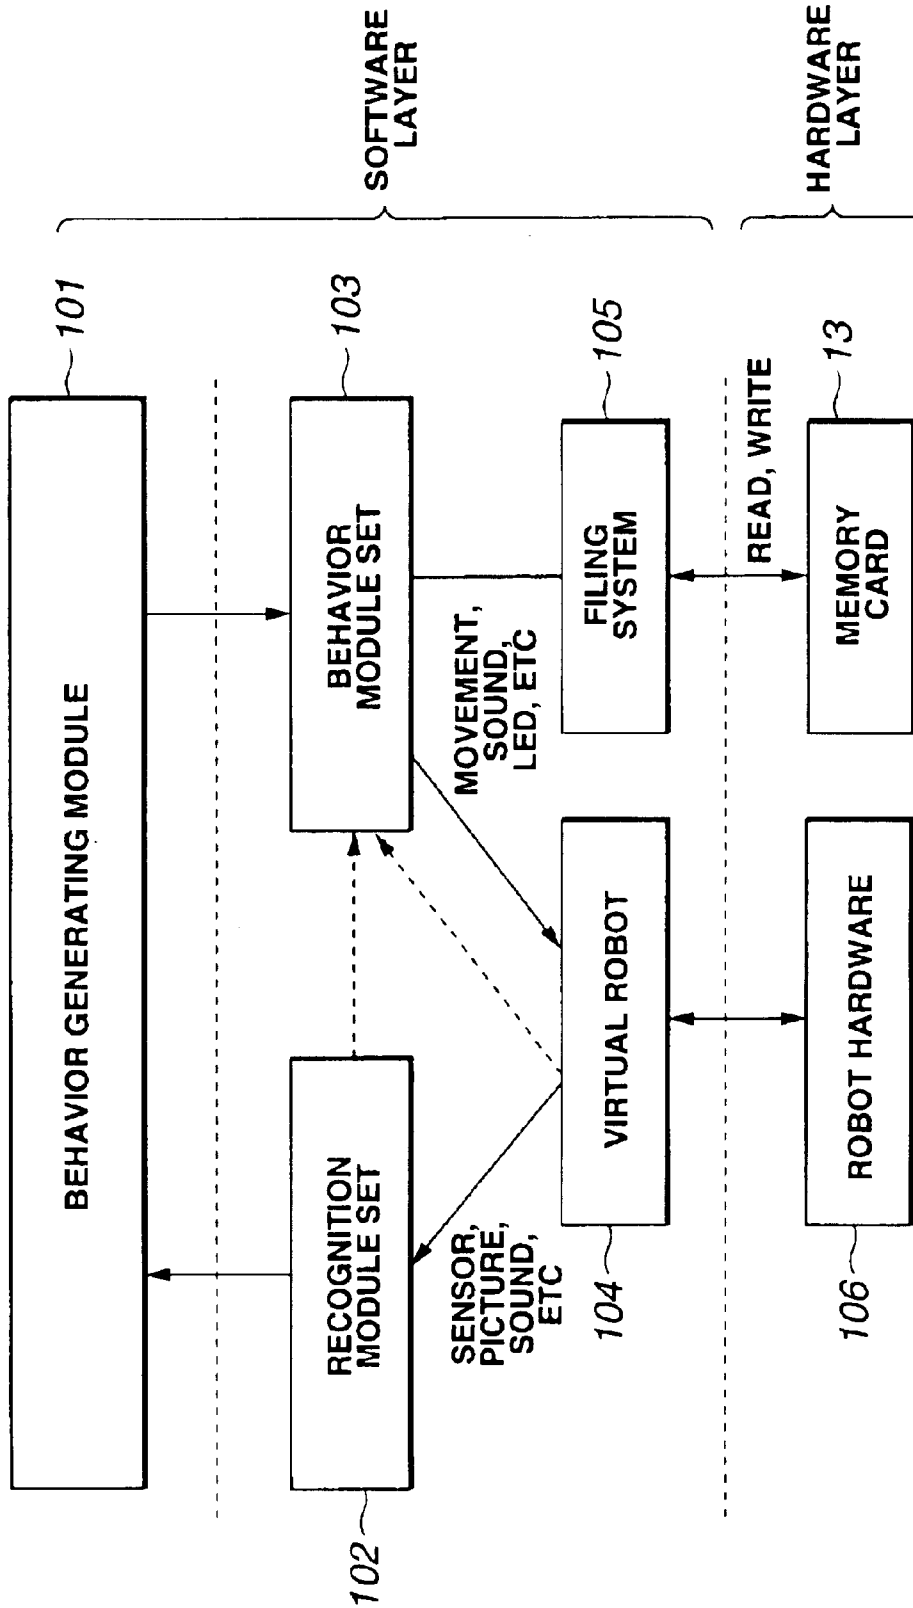 BEHAVIOR GENERATING MODULE
101
SOFTWARE
LAYER
RECOGNITION
MODULE SET
102
BEHAVIOR
MODULE SET
103
SENSOR,
PICTURE,
SOUND,
ETC
MOVEMENT,
SOUND,
LED, ETC
VIRTUAL ROBOT
104
FILING
SYSTEM
105
READ, WRITE
ROBOT HARDWARE
106
MEMORY
CARD
13
HARDWARE
LAYER